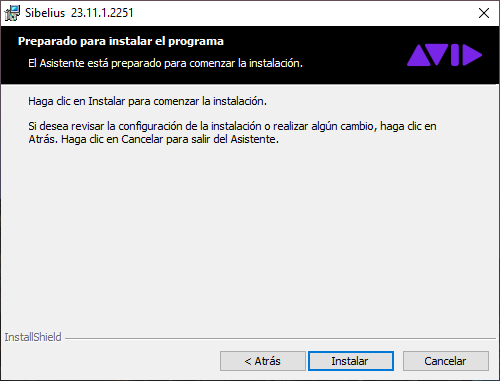 Sibelius 23.11.1.2251
Preparado para instalar el programa
El Asistente está preparado para comenzar la instalación.
AVID
Haga clic en Instalar para comenzar la instalación.
Si desea revisar la configuración de la instalación o realizar algún cambio, haga clic en
Atrás. Haga clic en Cancelar para salir del Asistente.
InstallShield
< Atrás
Instalar
Cancelar